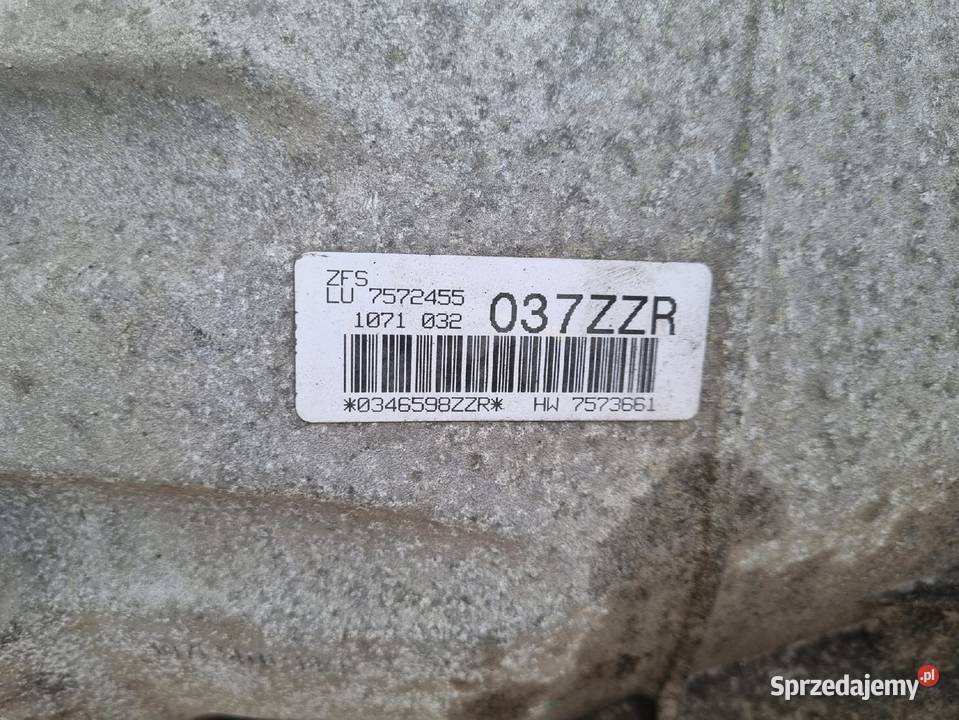 ZFS
LU 7572455
1071 032 037ZZR
*0346598ZZR* HW 7573661
Sprzedajemy.pl